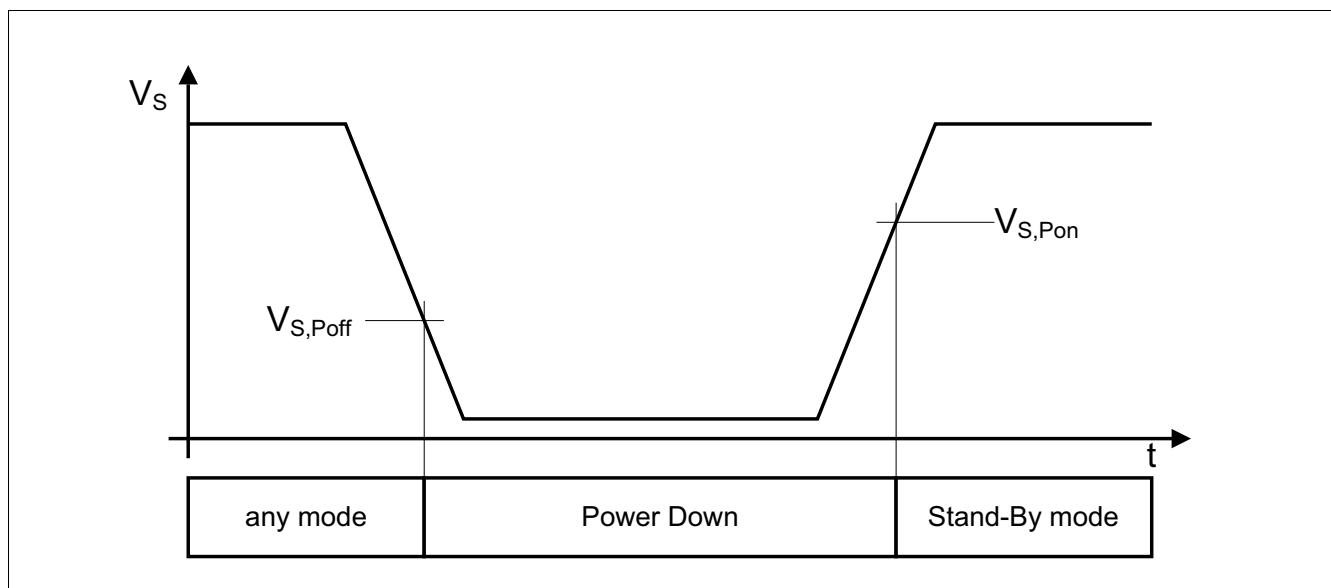 V_S
V_S,Pon
V_S,Poff
t
any mode
Power Down
Stand-By mode